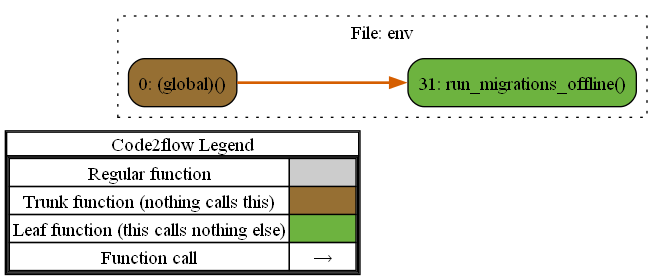 File: env
0: (global)()
31: run_migrations_offline()
Code2flow Legend
Regular function
Trunk function (nothing calls this)
Leaf function (this calls nothing else)
Function call →